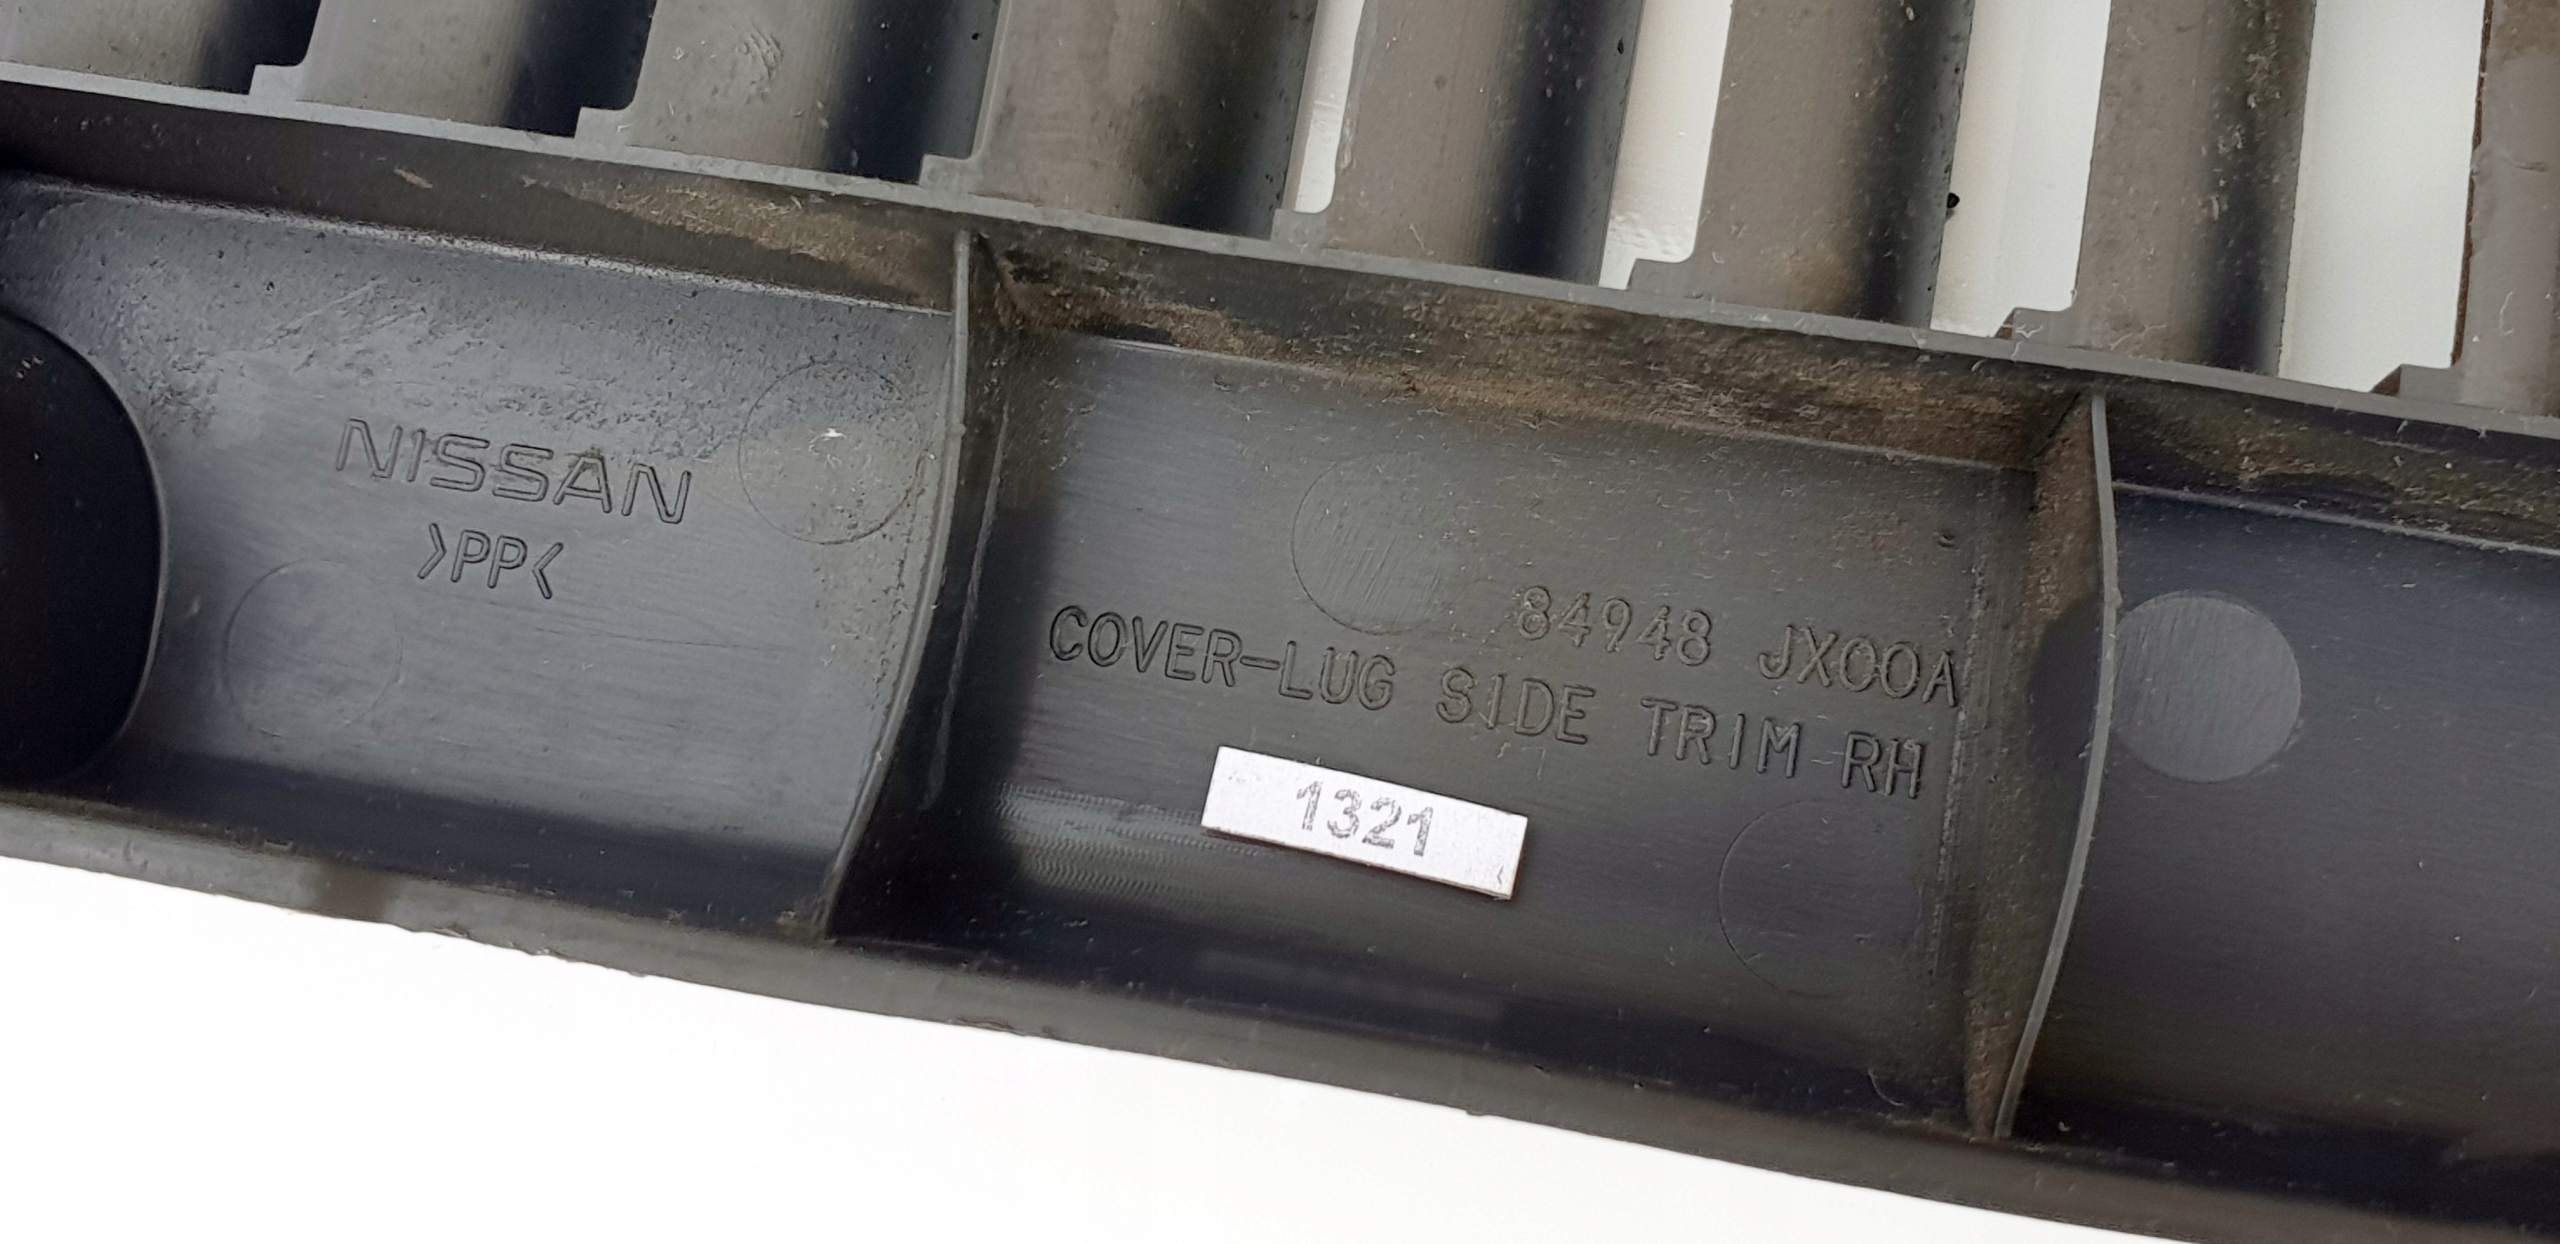 NISSAN
>PP<
84948 JX00A
COVER-LUG SIDE TRIM RH
1321